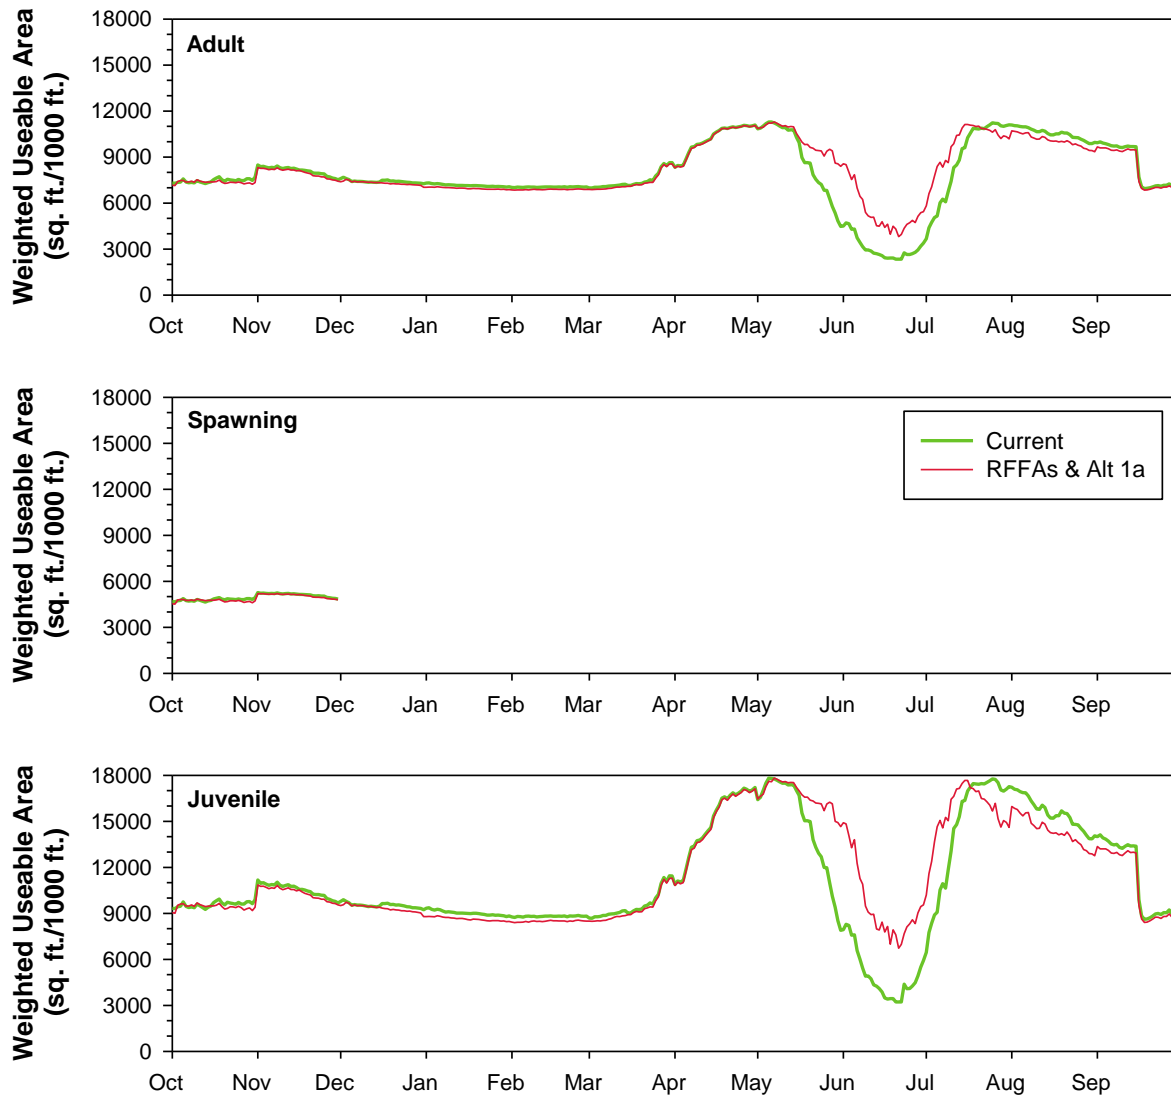 Weighted Useable Area
(sq. ft./1000 ft.)
Adult
18000
15000
12000
9000
6000
3000
0
Oct Nov Dec Jan Feb Mar Apr May Jun Jul Aug Sep
Weighted Useable Area
(sq. ft./1000 ft.)
Spawning
Current
RFFAs & Alt 1a
18000
15000
12000
9000
6000
3000
0
Oct Nov Dec Jan Feb Mar Apr May Jun Jul Aug Sep
Weighted Useable Area
(sq. ft./1000 ft.)
Juvenile
18000
15000
12000
9000
6000
3000
0
Oct Nov Dec Jan Feb Mar Apr May Jun Jul Aug Sep